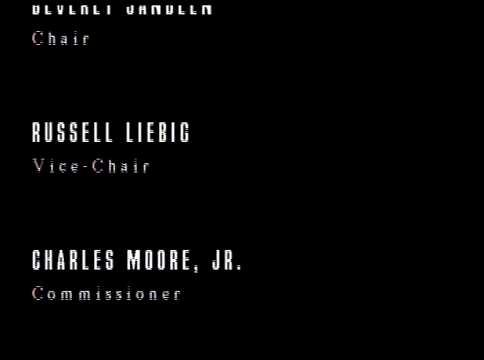 Chair
RUSSELL LIEBIG
Vice-Chair
CHARLES MOORE, JR.
Commissioner